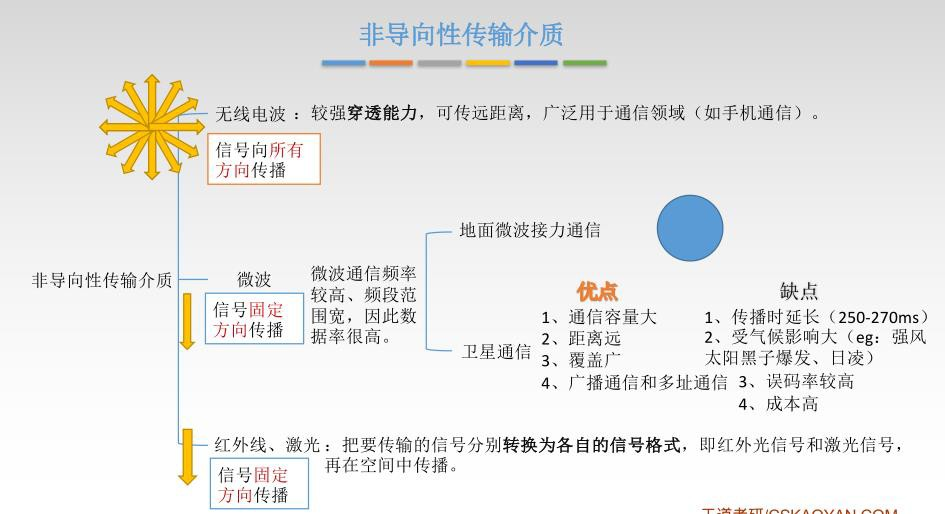 非导向性传输介质
无线电波 : 较强穿透能力，可传远距离，广泛用于通信领域（如手机通信）。
信号向所有
方向传播
非导向性传输介质
微波
信号固定
方向传播
微波通信频率
较高、频段范
围宽，因此数
据率很高。
地面微波接力通信
卫星通信
优点
1、通信容量大
2、距离远
3、覆盖广
4、广播通信和多址通信
缺点
1、传播时延长（250-270ms）
2、受气候影响大（eg：强风
太阳黑子爆发、日凌）
3、误码率较高
4、成本高
红外线、激光：把要传输的信号分别转换为各自的信号格式，即红外光信号和激光信号，
再在空间中传播。
信号固定
方向传播
王道考研/CSKAOYAN.COM